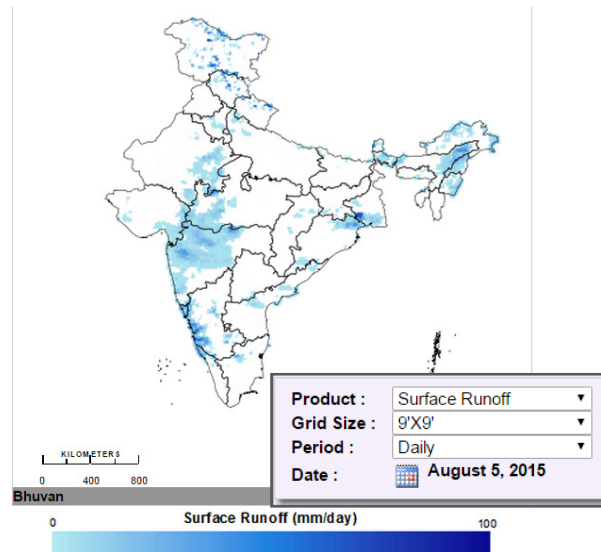 Product : Surface Runoff
Grid Size : 9'X9'
Period : Daily
Date : August 5, 2015
KILOMETERS
0 400 800
Bhuvan
Surface Runoff (mm/day)
0 100